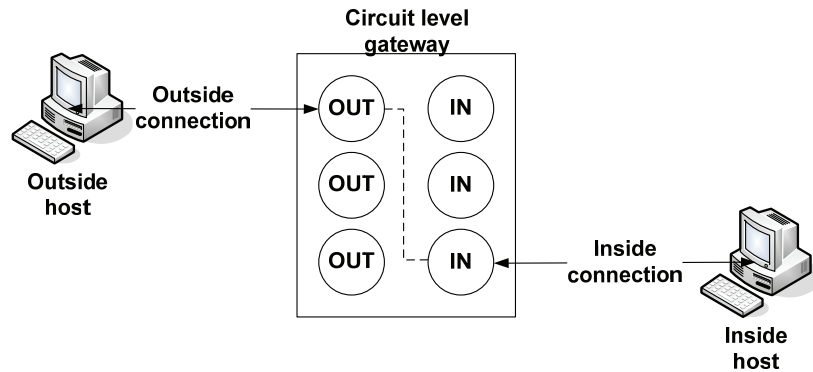 Circuit level
gateway
Outside
connection
OUT
IN
Outside
host
OUT
IN
OUT
IN
Inside
connection
Inside
host